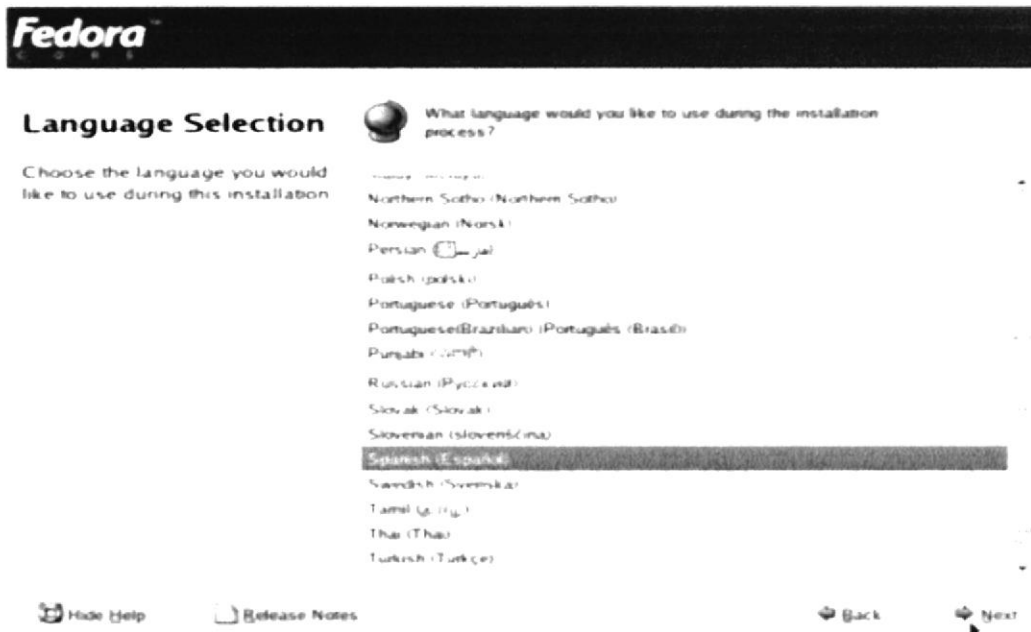 Fedora
CORE
Language Selection
Choose the language you would
like to use during this installation
What language would you like to use during the installation
process?
Northern Sotho (Northern Sotho)
Norwegian (Norsk)
Persian
Polish (polski)
Portuguese (Português)
Portuguese(Brazilian) (Português (Brasil))
Punjabi
Russian (Русский)
Slovak (Slovak)
Slovenian (slovenščina)
Spanish (Español)
Swedish (Svenska)
Tamil
Thai (Thai)
Turkish (Türkçe)
Hide Help
Release Notes
Back
Next